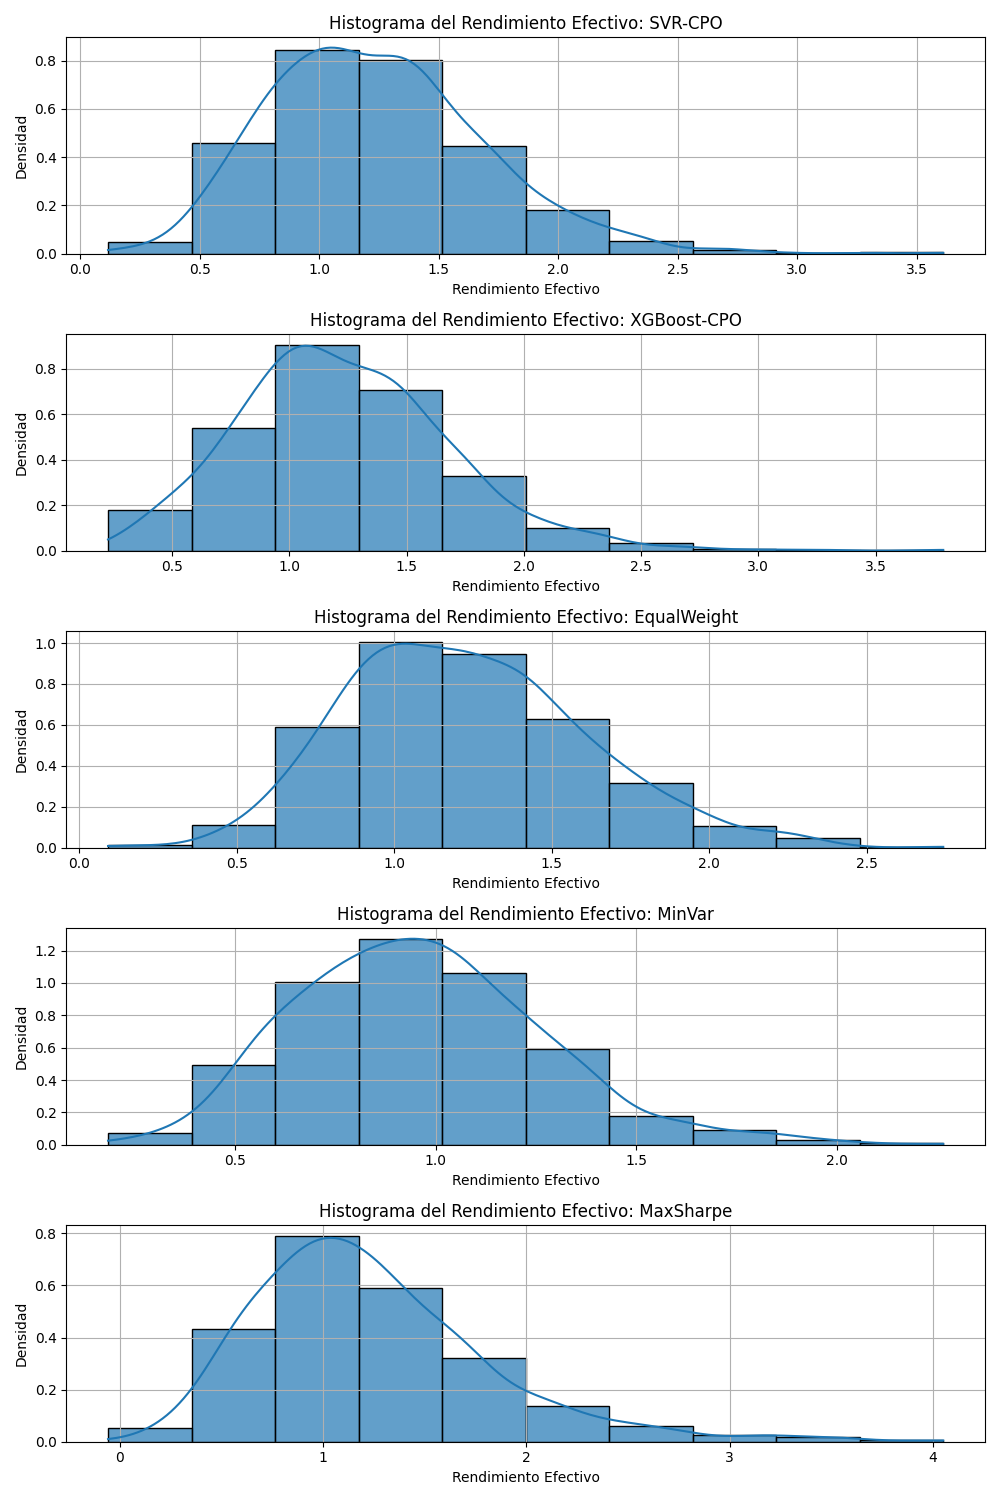 Histograma del Rendimiento Efectivo: SVR-CPO
0.8
0.6
0.4
0.2
0.0
Densidad
0.0 0.5 1.0 1.5 2.0 2.5 3.0 3.5
Rendimiento Efectivo
Histograma del Rendimiento Efectivo: XGBoost-CPO
0.8
0.6
0.4
0.2
0.0
Densidad
0.5 1.0 1.5 2.0 2.5 3.0 3.5
Rendimiento Efectivo
Histograma del Rendimiento Efectivo: EqualWeight
1.0
0.8
0.6
0.4
0.2
0.0
Densidad
0.0 0.5 1.0 1.5 2.0 2.5
Rendimiento Efectivo
Histograma del Rendimiento Efectivo: MinVar
1.2
1.0
0.8
0.6
0.4
0.2
0.0
Densidad
0.5 1.0 1.5 2.0
Rendimiento Efectivo
Histograma del Rendimiento Efectivo: MaxSharpe
0.8
0.6
0.4
0.2
0.0
Densidad
0 1 2 3 4
Rendimiento Efectivo